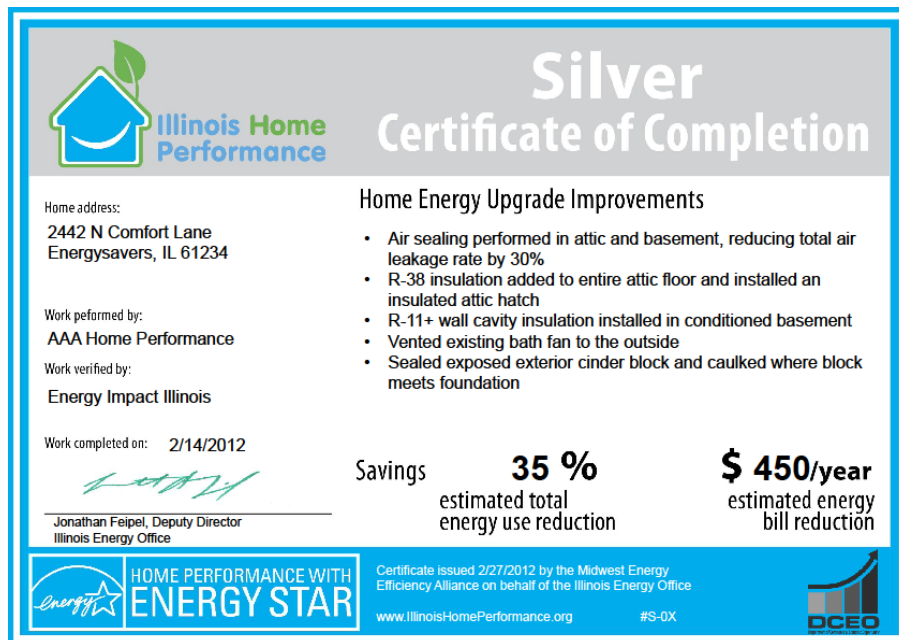 Silver
Certificate of Completion
Illinois Home
Performance
Home address:
2442 N Comfort Lane
Energysavers, IL 61234
Work peformed by:
AAA Home Performance
Work verified by:
Energy Impact Illinois
Work completed on: 2/14/2012
Jonathan Feipel, Deputy Director
Illinois Energy Office
Home Energy Upgrade Improvements
• Air sealing performed in attic and basement, reducing total air
leakage rate by 30%
• R-38 insulation added to entire attic floor and installed an
insulated attic hatch
• R-11+ wall cavity insulation installed in conditioned basement
• Vented existing bath fan to the outside
• Sealed exposed exterior cinder block and caulked where block
meets foundation
Savings 35 % $ 450/year
estimated total
energy use reduction
estimated energy
bill reduction
energy
HOME PERFORMANCE WITH
ENERGY STAR
Certificate issued 2/27/2012 by the Midwest Energy
Efficiency Alliance on behalf of the Illinois Energy Office
www.IllinoisHomePerformance.org #S-0X
DCEO